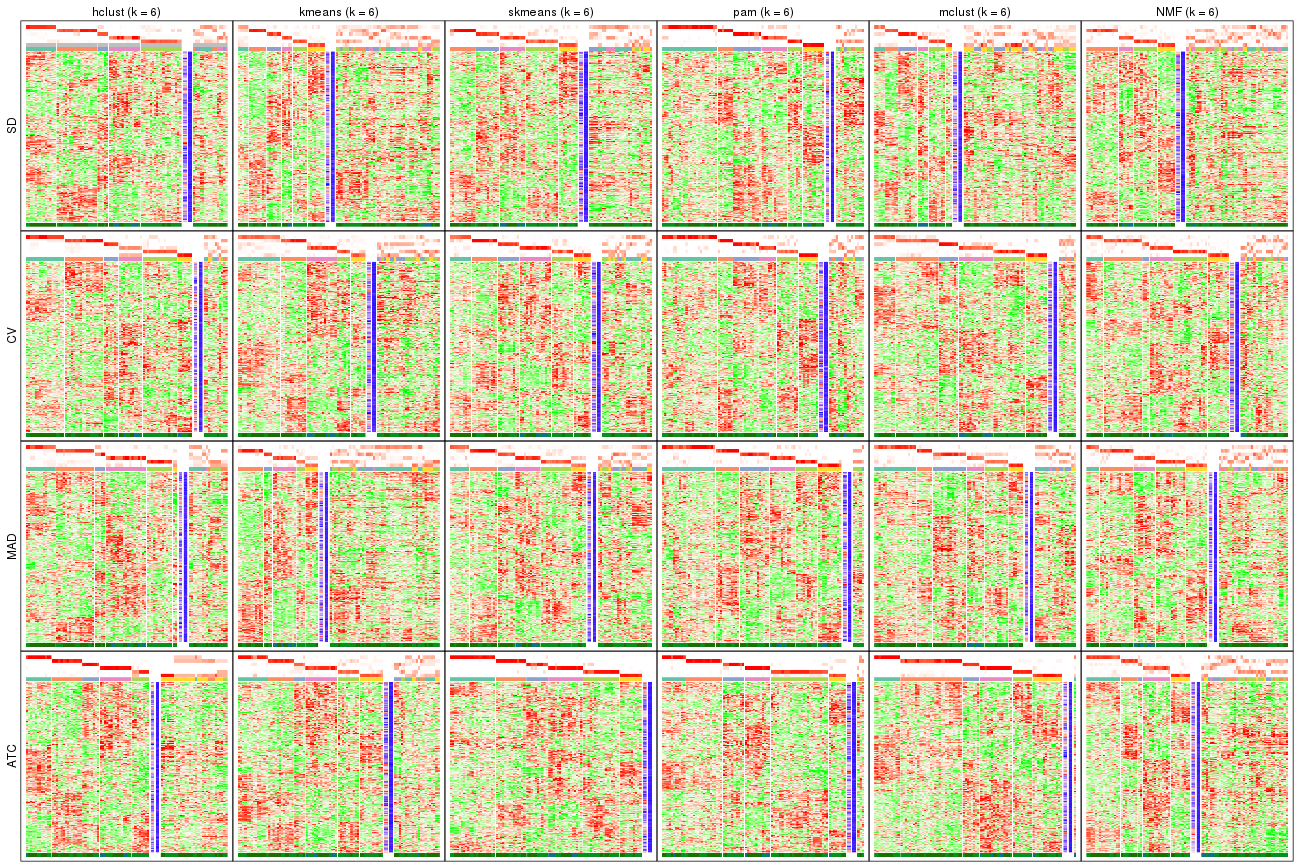 hclust (k = 6) kmeans (k = 6) skmeans (k = 6) pam (k = 6) mclust (k = 6) NMF (k = 6)
SD
CV
MAD
ATC